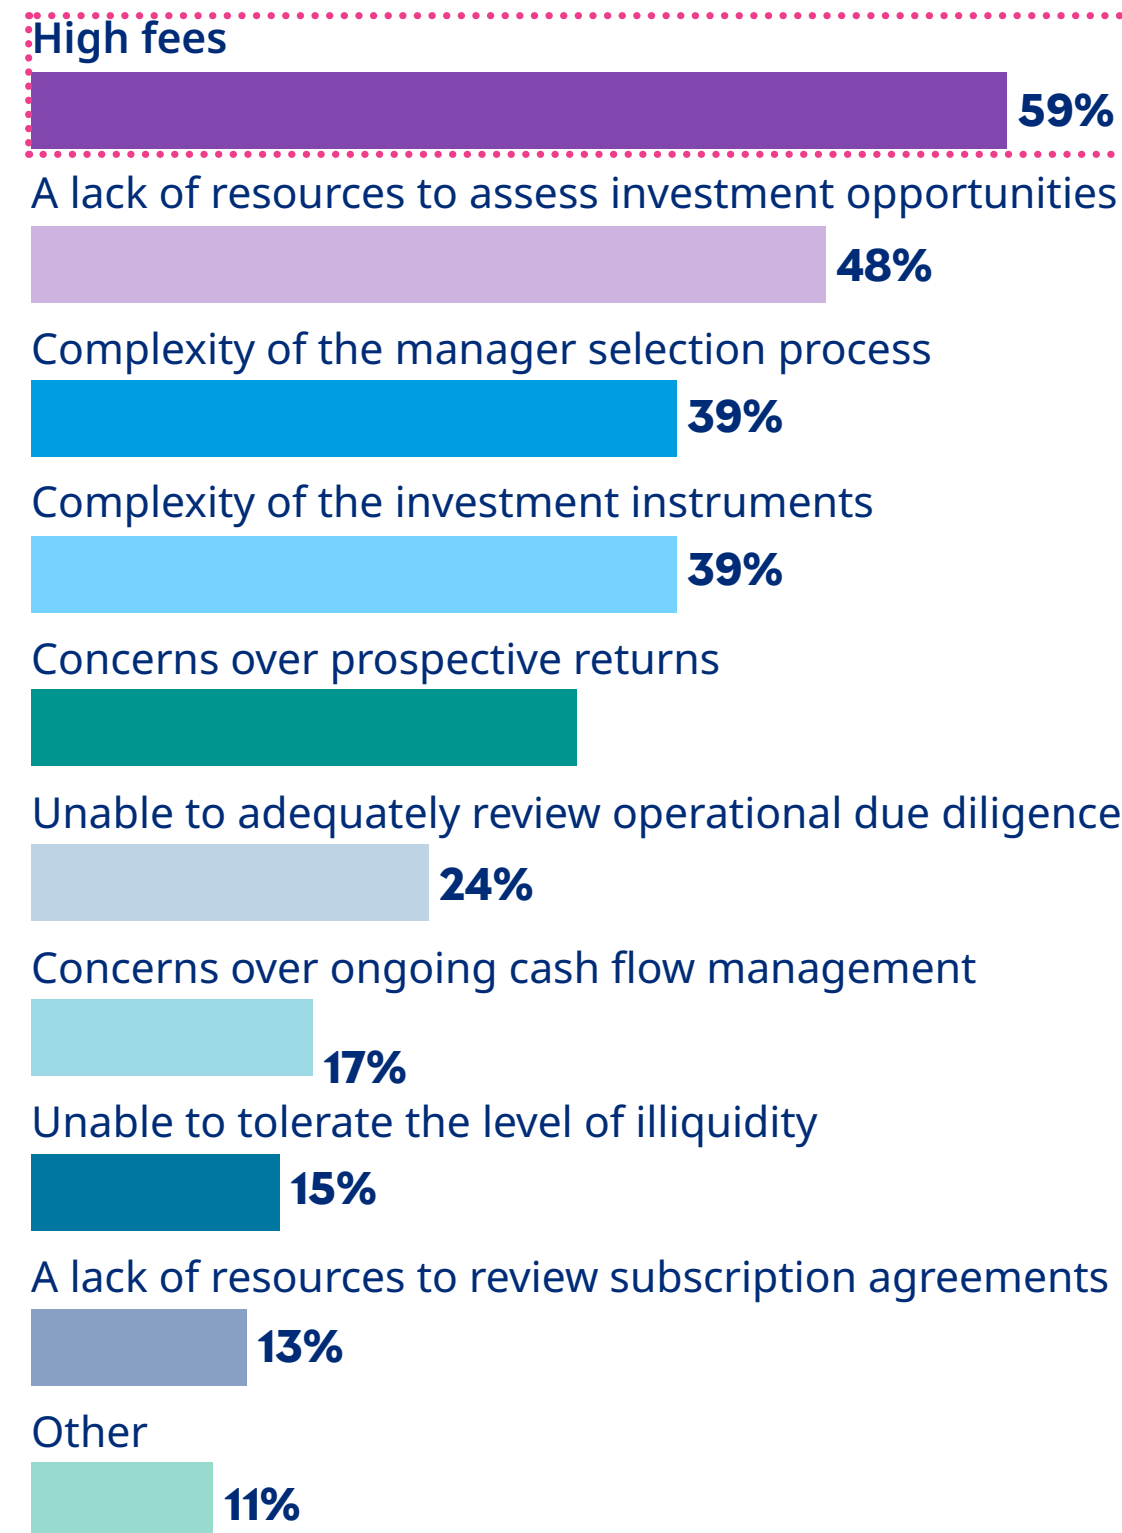 High fees
59%
A lack of resources to assess investment opportunities
48%
Complexity of the manager selection process
39%
Complexity of the investment instruments
39%
Concerns over prospective returns
Unable to adequately review operational due diligence
24%
Concerns over ongoing cash flow management
17%
Unable to tolerate the level of illiquidity
15%
A lack of resources to review subscription agreements
13%
Other
11%